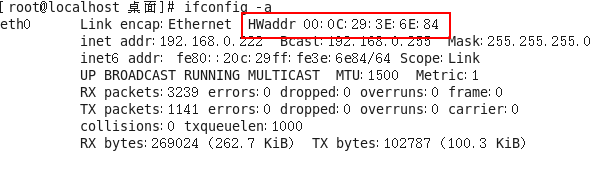 [root@localhost 桌面]# ifconfig -a
eth0 Link encap:Ethernet HWaddr 00:0C:29:3E:6E:84
inet addr:192.168.0.222 Bcast:192.168.0.255 Mask:255.255.255.0
inet6 addr: fe80::20c:29ff:fe3e:6e84/64 Scope:Link
UP BROADCAST RUNNING MULTICAST MTU:1500 Metric:1
RX packets:3239 errors:0 dropped:0 overruns:0 frame:0
TX packets:1141 errors:0 dropped:0 overruns:0 carrier:0
collisions:0 txqueuelen:1000
RX bytes:269024 (262.7 KiB) TX bytes:102787 (100.3 KiB)